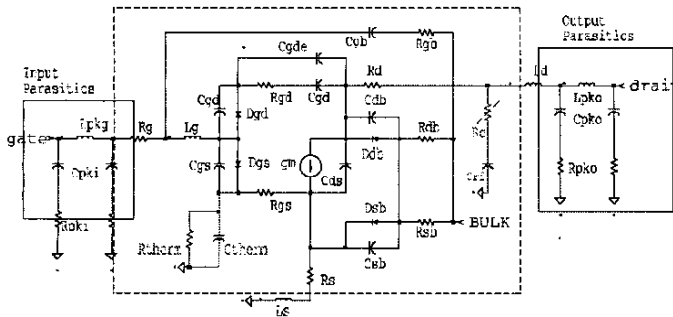 Output
Parasitics
Input
Parasitics
Cgde
Cgb
Rgo
Rd
Ld
drain
Cgd
Rgd
Cgd
Cdb
Lpko
Cpko
Lpkg
Rg
Lg
Dgd
gate
Cpki
Cgs
Dgs
gm
Cds
Ddb
Rdb
Rpko
Rgs
Rpki
Dsb
Rsb
BULK
Rtherm
Ctherm
Csb
Rs
Ls